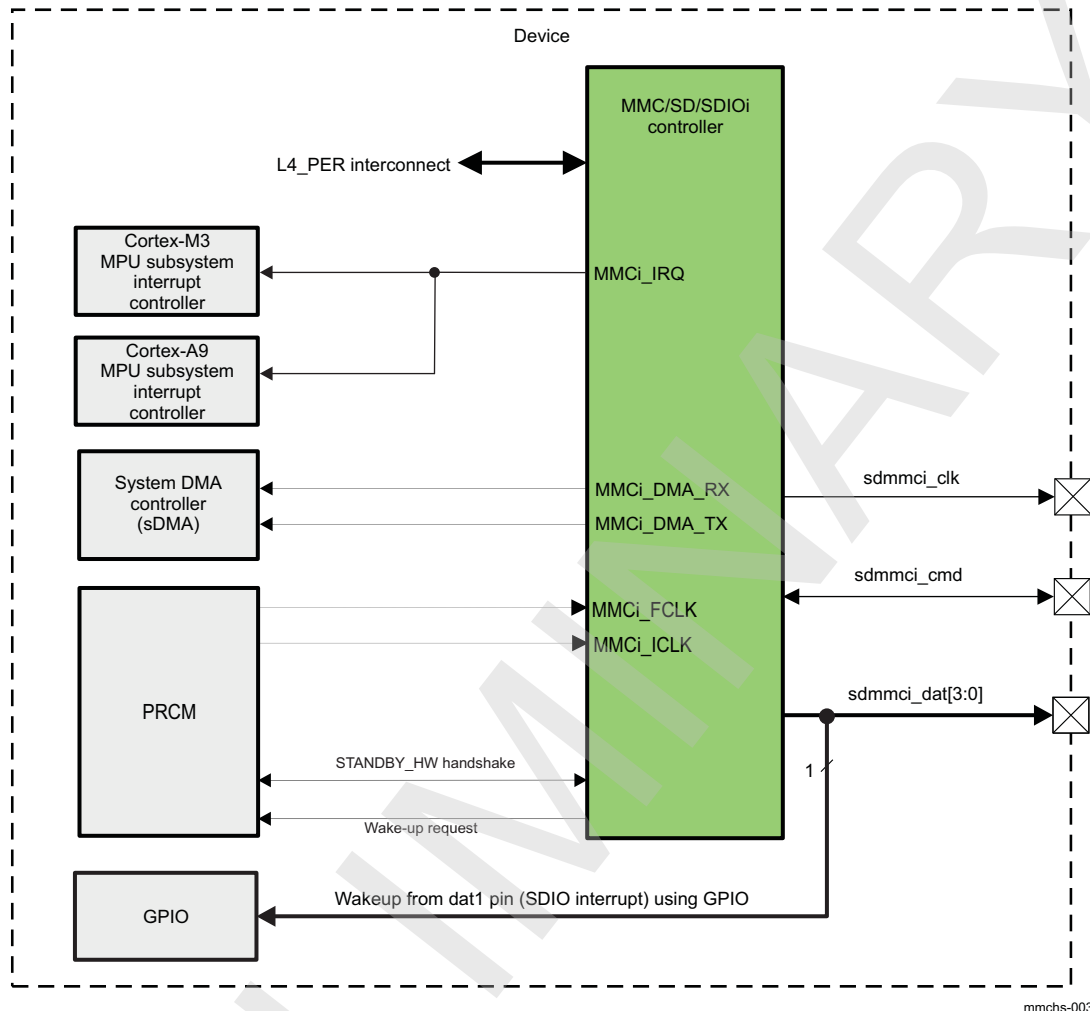 Device
MMC/SD/SDIOi
controller
L4_PER interconnect
Cortex-M3
MPU subsystem
interrupt
controller
MMCi_IRQ
Cortex-A9
MPU subsystem
interrupt
controller
System DMA
controller
(sDMA)
MMCi_DMA_RX
MMCi_DMA_TX
sdmmci_clk
sdmmci_cmd
MMCi_FCLK
MMCi_ICLK
PRCM
sdmmci_dat[3:0]
1
STANDBY_HW handshake
Wake-up request
GPIO
Wakeup from dat1 pin (SDIO interrupt) using GPIO
mmchs-003
IMINARY